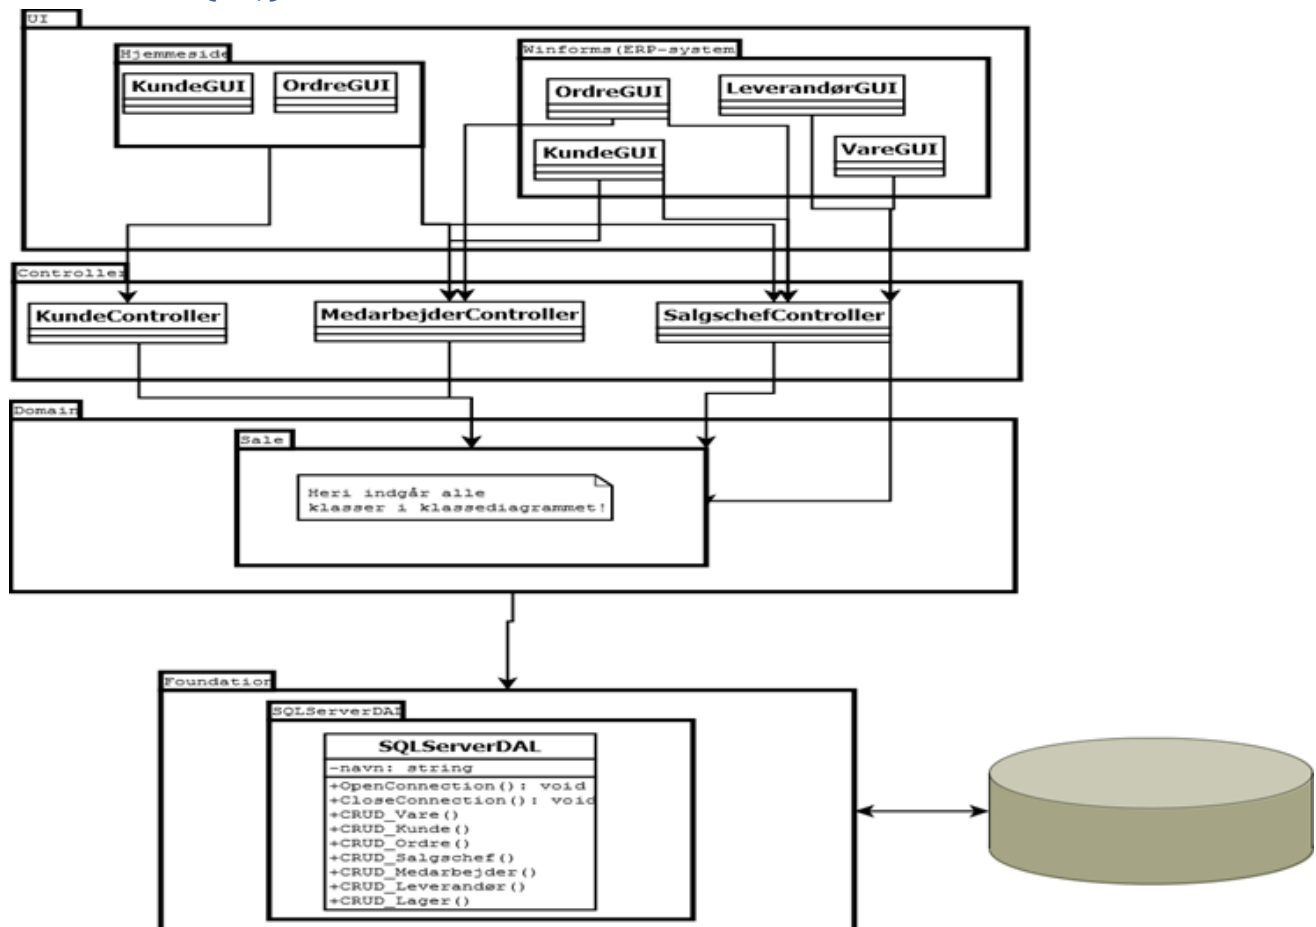 UI
Hjemmeside
KundeGUI
OrdreGUI
Winforms(ERP-system
OrdreGUI
LeverandørGUI
KundeGUI
VareGUI
Controller
KundeController
MedarbejderController
SalgschefController
Domain
Sale
Heri indgår alle
klasser i klassediagrammet!
Foundation
SQLServerDAL
SQLServerDAL
-navn: string
+OpenConnection(): void
+CloseConnection(): void
+CRUD_Vare()
+CRUD_Kunde()
+CRUD_Ordre()
+CRUD_Salgschef()
+CRUD_Medarbejder()
+CRUD_Leverandør()
+CRUD_Lager()